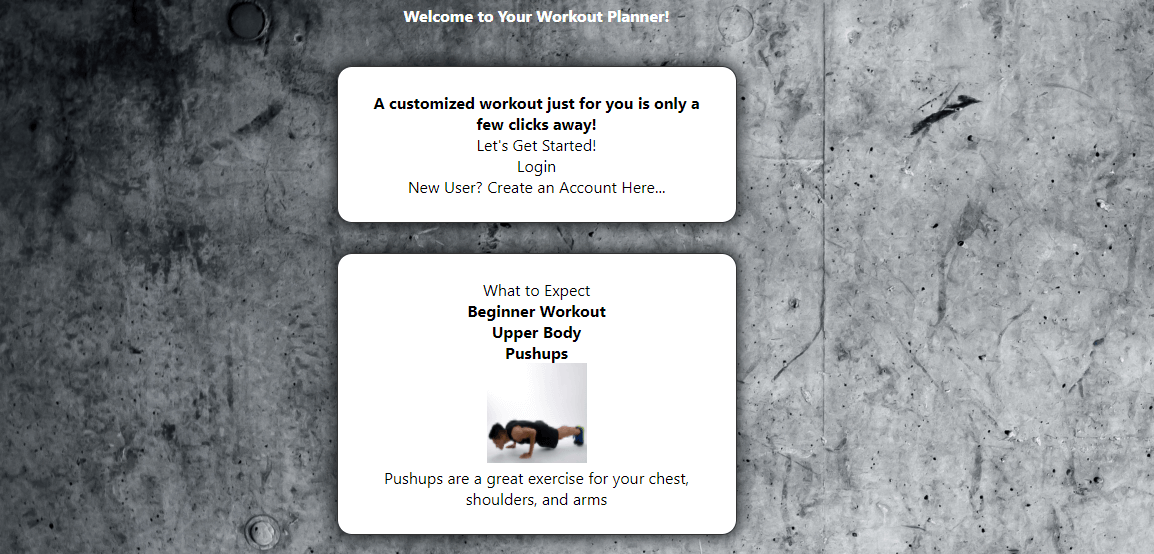 Welcome to Your Workout Planner!
A customized workout just for you is only a
few clicks away!
Let's Get Started!
Login
New User? Create an Account Here...
What to Expect
Beginner Workout
Upper Body
Pushups
Pushups are a great exercise for your chest,
shoulders, and arms